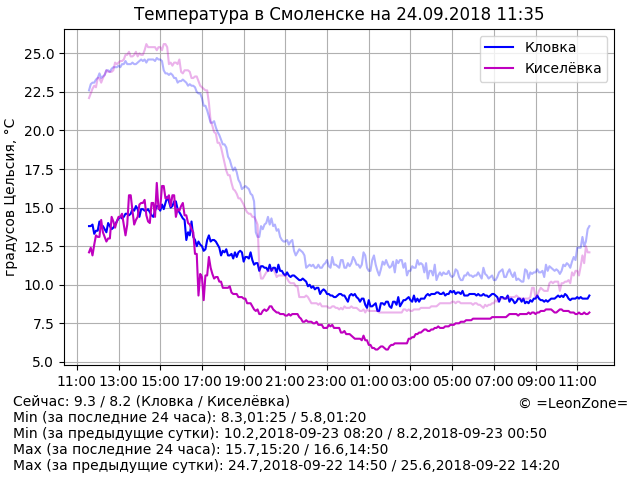 Температура в Смоленске на 24.09.2018 11:35
Кловка
Киселёвка
градусов Цельсия, °C
25.0
22.5
20.0
17.5
15.0
12.5
10.0
7.5
5.0
11:00 13:00 15:00 17:00 19:00 21:00 23:00 01:00 03:00 05:00 07:00 09:00 11:00
Сейчас: 9.3 / 8.2 (Кловка / Киселёвка)
© =LeonZone=
Min (за последние 24 часа): 8.3,01:25 / 5.8,01:20
Min (за предыдущие сутки): 10.2,2018-09-23 08:20 / 8.2,2018-09-23 00:50
Max (за последние 24 часа): 15.7,15:20 / 16.6,14:50
Max (за предыдущие сутки): 24.7,2018-09-22 14:50 / 25.6,2018-09-22 14:20